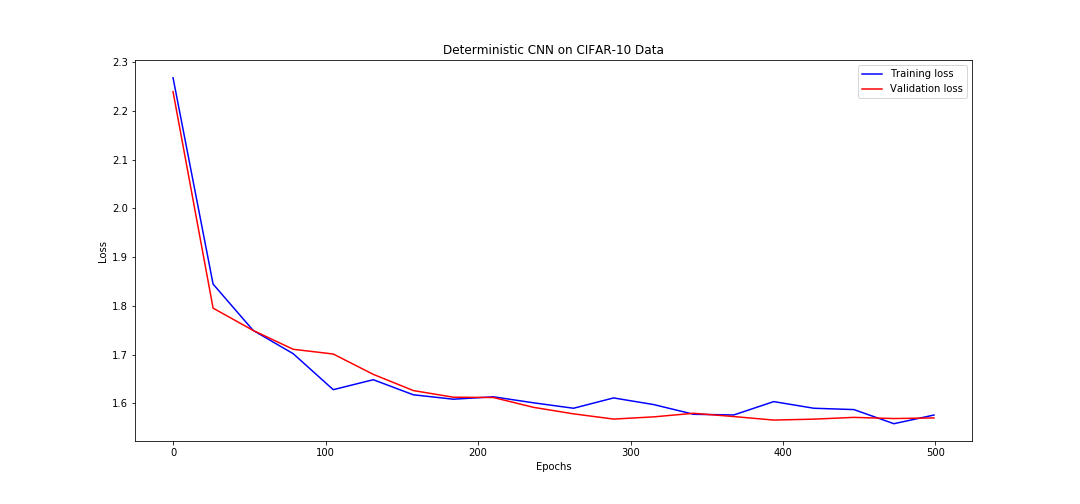 Deterministic CNN on CIFAR-10 Data
Training loss
Validation loss
2.3
2.2
2.1
2.0
1.9
1.8
1.7
1.6
Loss
0
100
200
300
400
500
Epochs